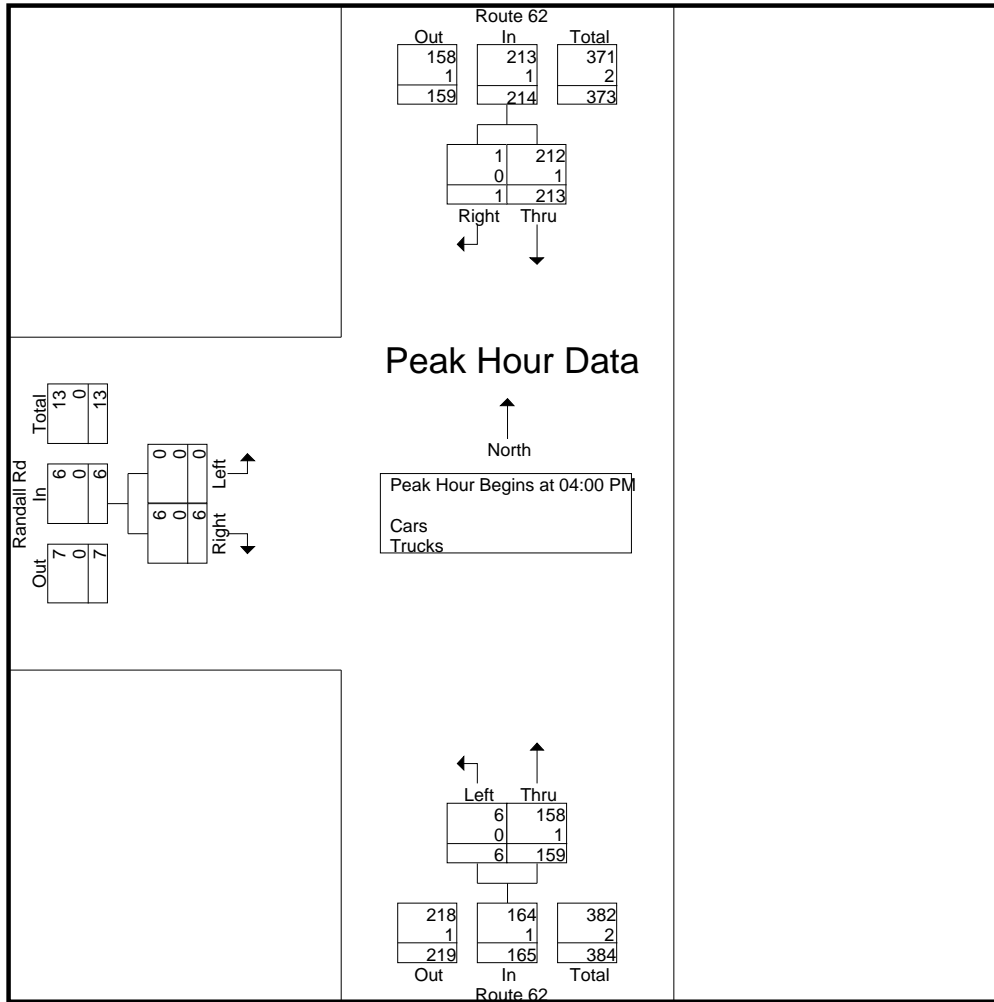 Route 62
Out In Total
158 213 371
1 1 2
159 214 373
1 212
0 1
1 213
Right Thru
Peak Hour Data
North
Peak Hour Begins at 04:00 PM
Cars
Trucks
Randall Rd
Out In Total
7 6 13
0 0 0
7 6 13
Right Left
6 0
0 0
6 0
Left Thru
6 158
0 1
6 159
218 164 382
1 1 2
219 165 384
Out In Total
Route 62